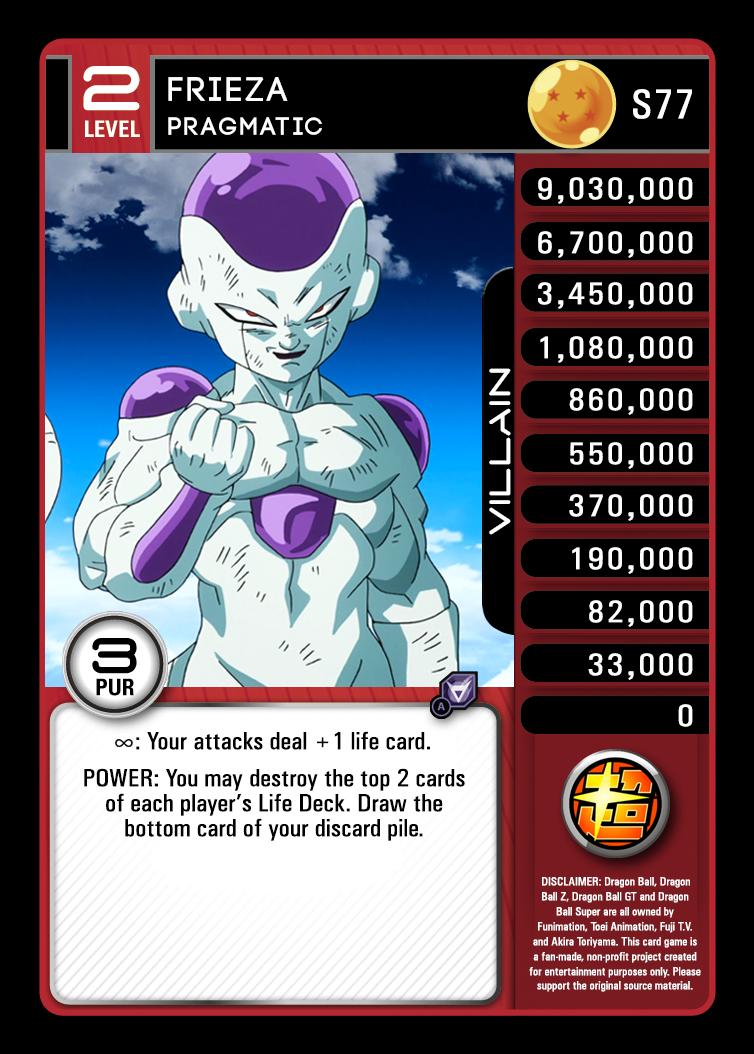 2
LEVEL
FRIEZA
PRAGMATIC
S77
9,030,000
6,700,000
3,450,000
1,080,000
860,000
550,000
370,000
190,000
82,000
33,000
0
VILLAIN
3
PUR
A
∞: Your attacks deal +1 life card.
POWER: You may destroy the top 2 cards
of each player's Life Deck. Draw the
bottom card of your discard pile.
DISCLAIMER: Dragon Ball, Dragon
Ball Z, Dragon Ball GT and Dragon
Ball Super are all owned by
Funimation, Toei Animation, Fuji T.V.
and Akira Toriyama. This card game is
a fan-made, non-profit project created
for entertainment purposes only. Please
support the original source material.